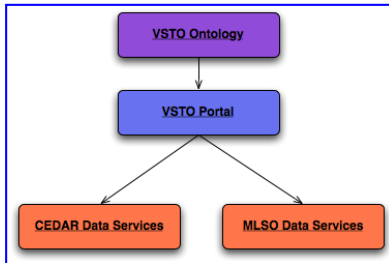 VSTO Ontology
VSTO Portal
CEDAR Data Services
MLSO Data Services